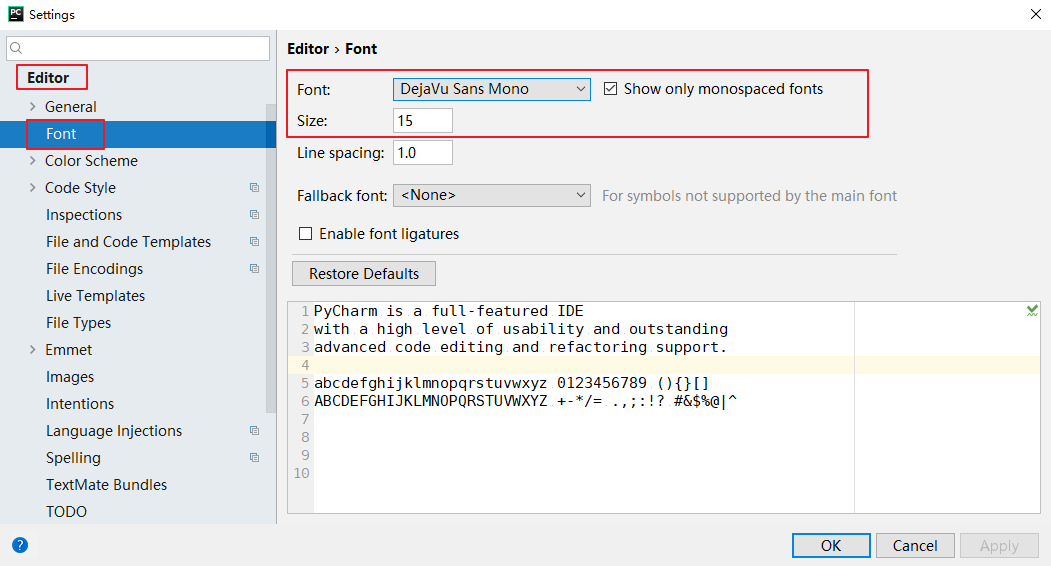 PC Settings
Editor
General
Font
Color Scheme
Code Style
Inspections
File and Code Templates
File Encodings
Live Templates
File Types
Emmet
Images
Intentions
Language Injections
Spelling
TextMate Bundles
TODO
Editor › Font
Font: DejaVu Sans Mono Show only monospaced fonts
Size: 15
Line spacing: 1.0
Fallback font: <None> For symbols not supported by the main font
Enable font ligatures
Restore Defaults
1 PyCharm is a full-featured IDE
2 with a high level of usability and outstanding
3 advanced code editing and refactoring support.
4
5 abcdefghijklmnopqrstuvwxyz 0123456789 (){}[]
6 ABCDEFGHIJKLMNOPQRSTUVWXYZ +-*/= .,;:!? #&$%@|^
7
8
9
10
? OK Cancel Apply